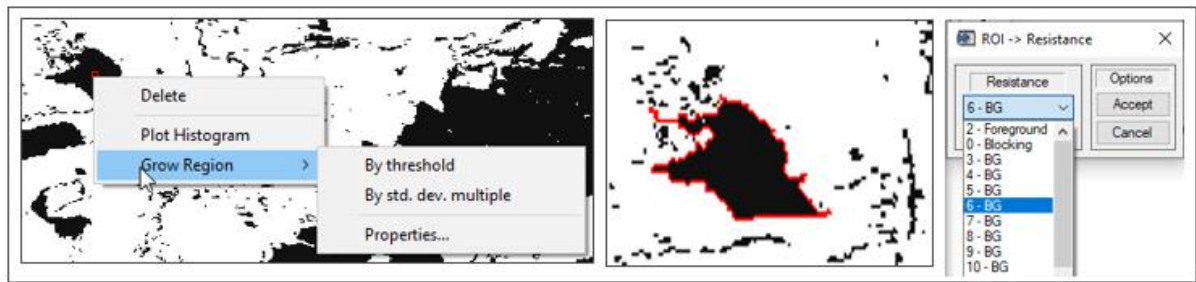 Delete
Plot Histogram
Grow Region >
By threshold
By std. dev. multiple
Properties...
ROI -> Resistance
Resistance
6 - BG
2 - Foreground
0 - Blocking
3 - BG
4 - BG
5 - BG
6 - BG
7 - BG
8 - BG
9 - BG
10 - BG
Options
Accept
Cancel